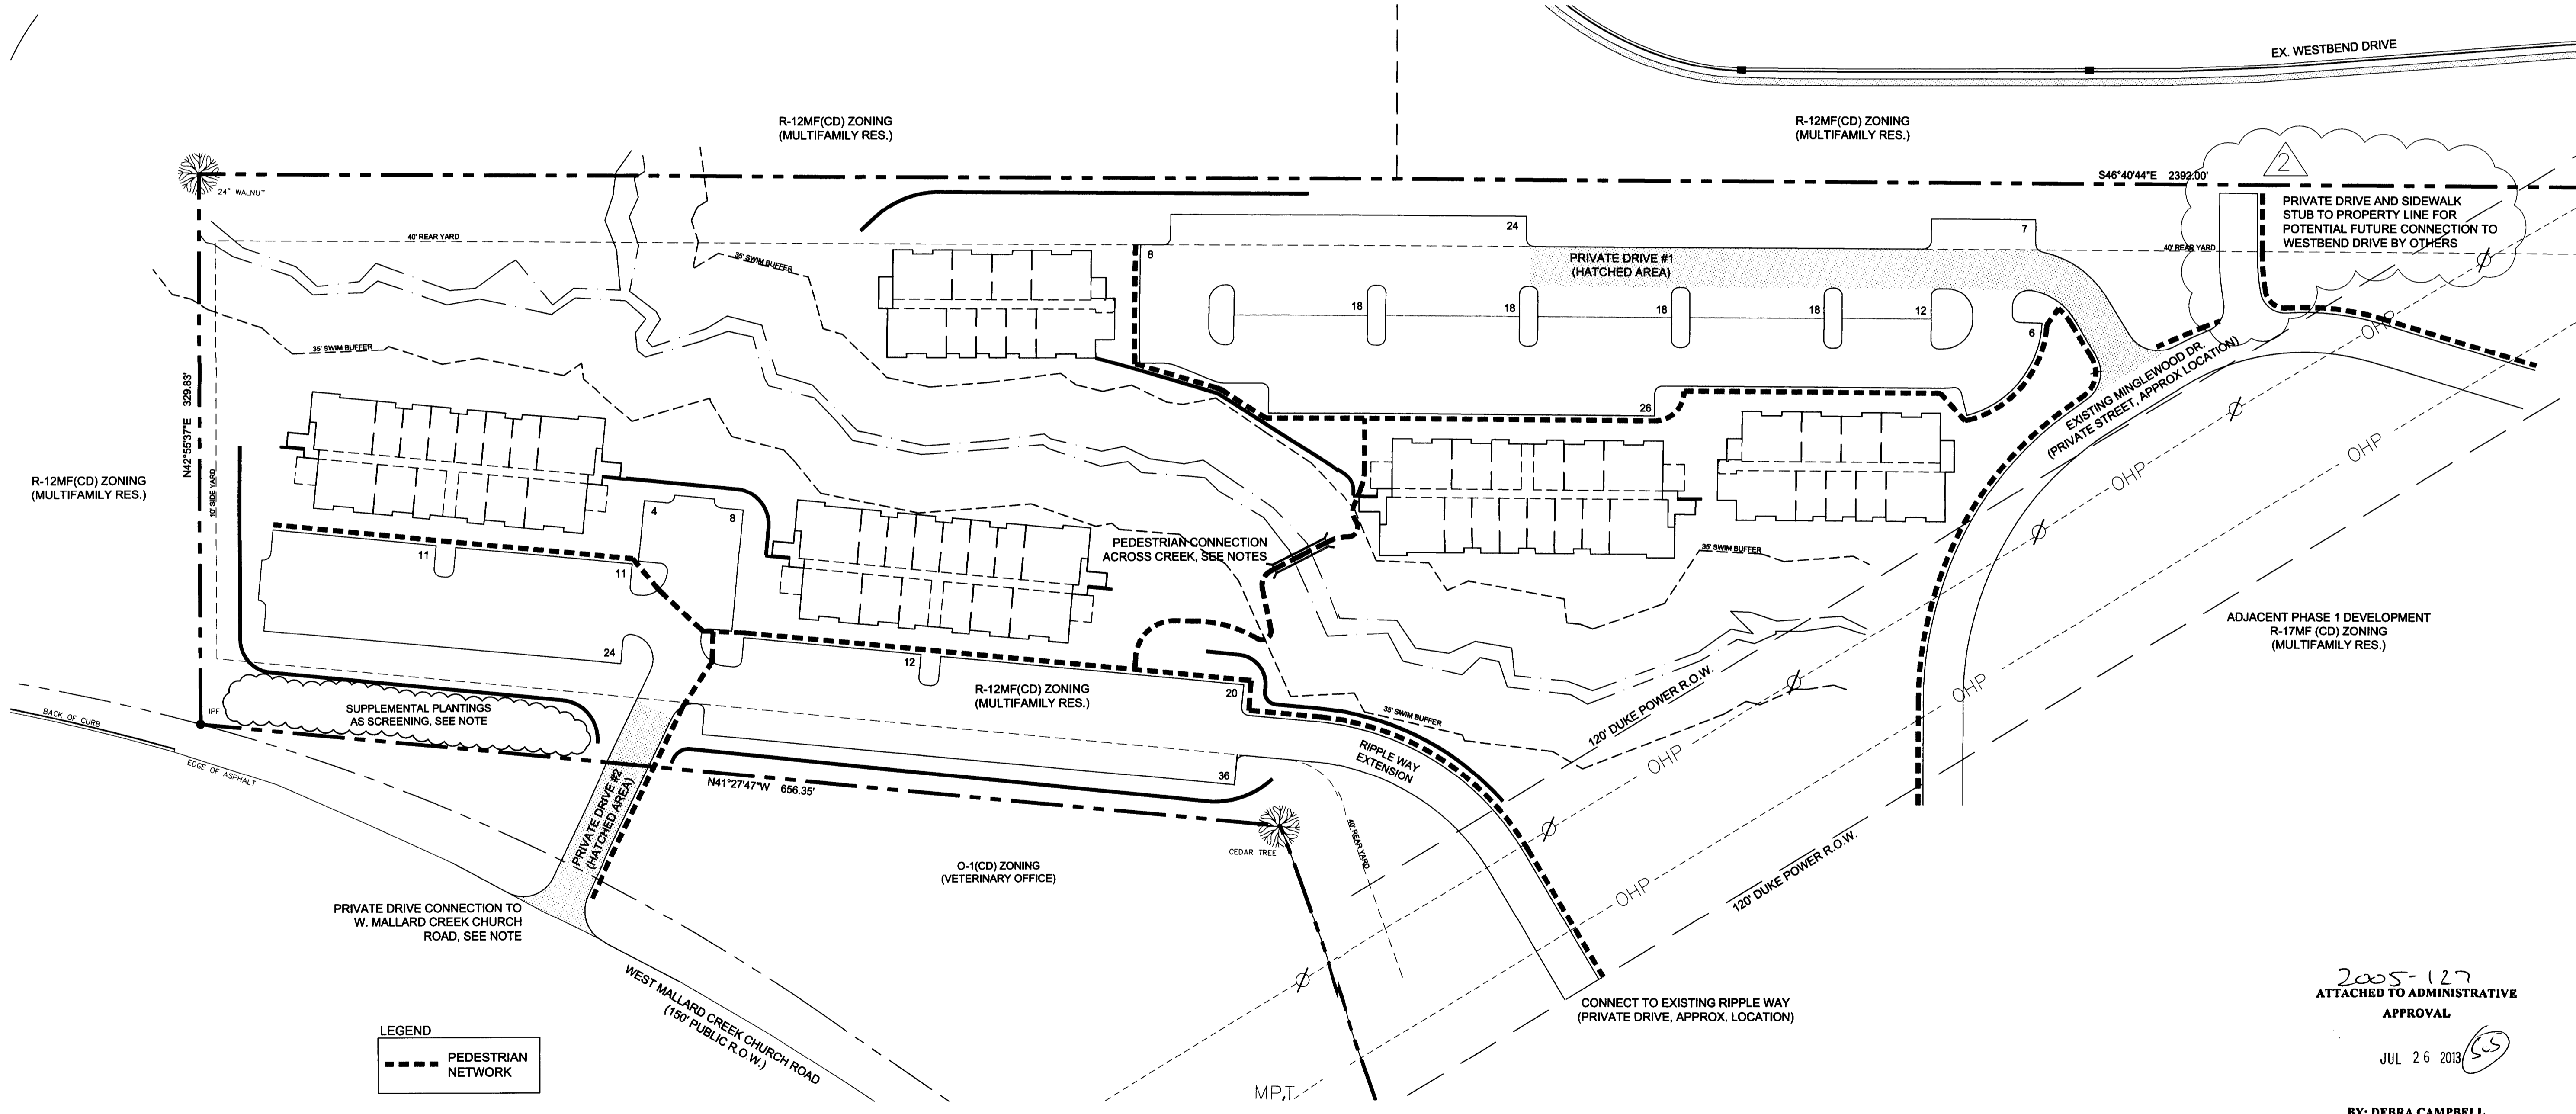 EX. WESTBEND DRIVE
R-12MF(CD) ZONING
(MULTIFAMILY RES.)
R-12MF(CD) ZONING
(MULTIFAMILY RES.)
24" WALNUT
S46°40'44"E 2392.00'
2
PRIVATE DRIVE AND SIDEWALK
STUB TO PROPERTY LINE FOR
POTENTIAL FUTURE CONNECTION TO
WESTBEND DRIVE BY OTHERS
40' REAR YARD
40' REAR YARD
35' SWIM BUFFER
8
24
7
PRIVATE DRIVE #1
(HATCHED AREA)
18
18
18
18
12
6
26
OHP
EXISTING MINGLEWOOD DR.
(PRIVATE STREET, APPROX LOCATION)
35' SWIM BUFFER
N42°55'37"E 329.83'
10' SIDE YARD
R-12MF(CD) ZONING
(MULTIFAMILY RES.)
4
8
11
11
24
PEDESTRIAN CONNECTION
ACROSS CREEK, SEE NOTES
35' SWIM BUFFER
OHP
OHP
ADJACENT PHASE 1 DEVELOPMENT
R-17MF (CD) ZONING
(MULTIFAMILY RES.)
12
R-12MF(CD) ZONING
(MULTIFAMILY RES.)
20
36
35' SWIM BUFFER
120' DUKE POWER R.O.W.
OHP
OHP
RIPPLE WAY
EXTENSION
IPF
SUPPLEMENTAL PLANTINGS
AS SCREENING, SEE NOTE
BACK OF CURB
EDGE OF ASPHALT
PRIVATE DRIVE #2
(HATCHED AREA)
N41°27'47"W 656.35'
CEDAR TREE
40' REAR YARD
O-1(CD) ZONING
(VETERINARY OFFICE)
OHP
120' DUKE POWER R.O.W.
PRIVATE DRIVE CONNECTION TO
W. MALLARD CREEK CHURCH
ROAD, SEE NOTE
WEST MALLARD CREEK CHURCH ROAD
(150' PUBLIC R.O.W.)
CONNECT TO EXISTING RIPPLE WAY
(PRIVATE DRIVE, APPROX. LOCATION)
LEGEND
PEDESTRIAN
NETWORK
MP,T
2005-127
ATTACHED TO ADMINISTRATIVE
APPROVAL
JUL 26 2013
BY: DEBRA CAMPBELL